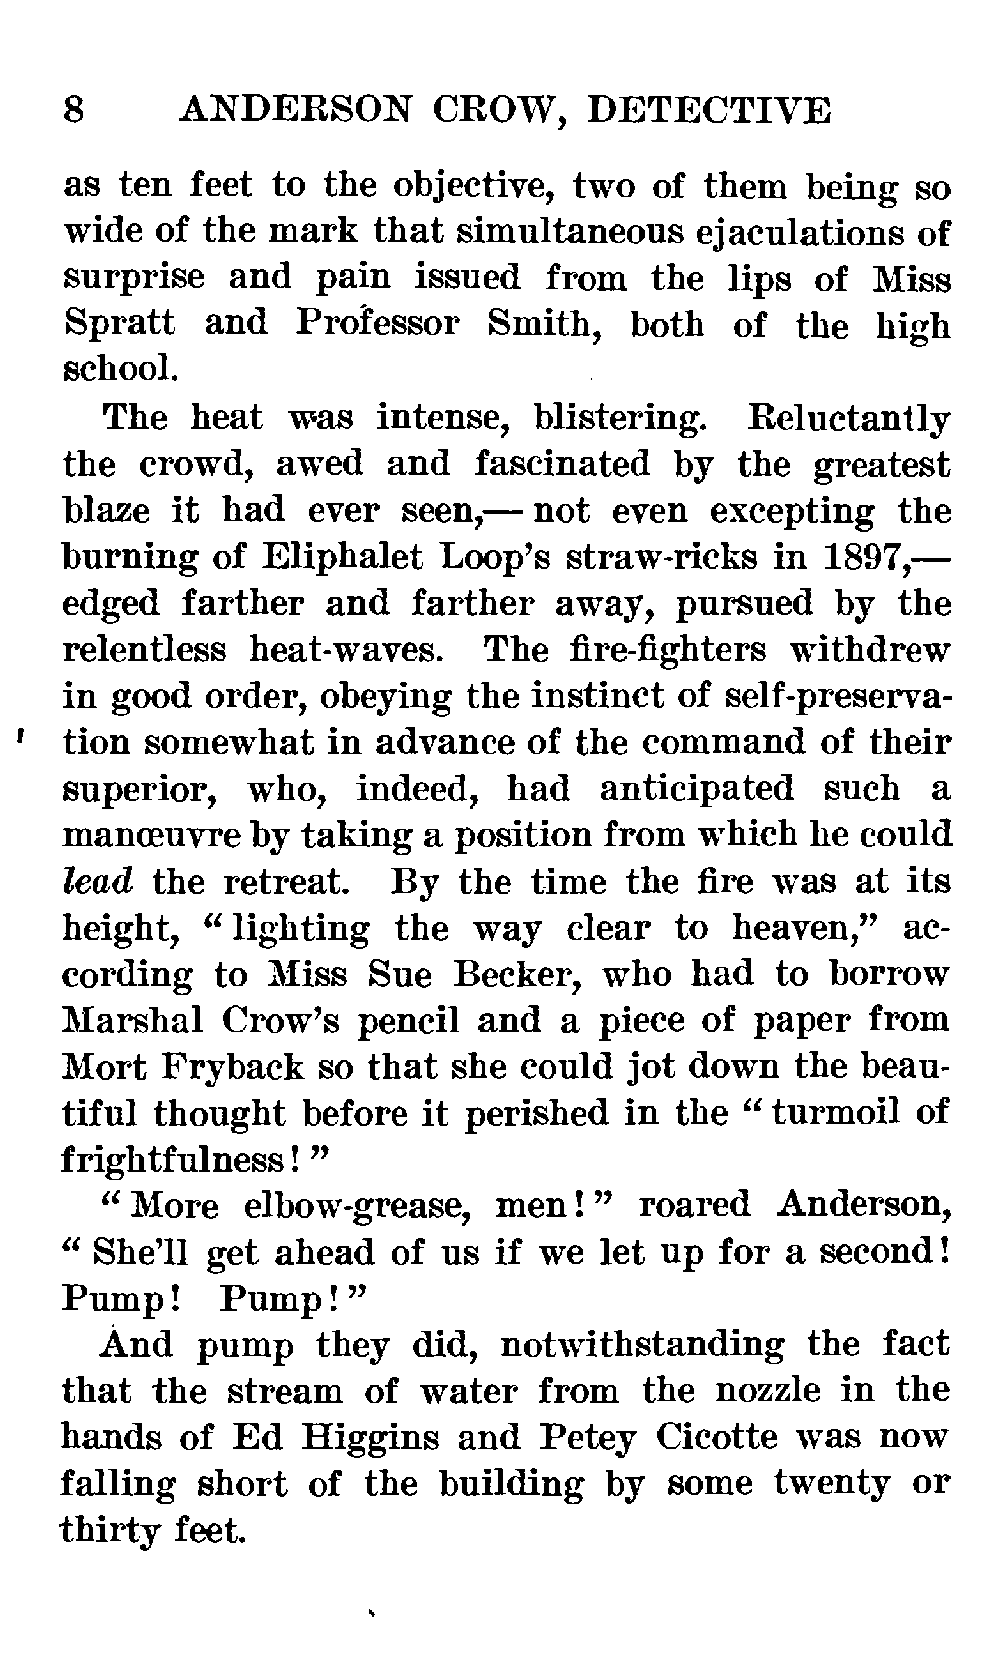 8 ANDERSON CROW, DETECTIVE
as ten feet to the objective, two of them being so
wide of the mark that simultaneous ejaculations of
surprise and pain issued from the lips of Miss
Spratt and Professor Smith, both of the high
school.
The heat was intense, blistering. Reluctantly
the crowd, awed and fascinated by the greatest
blaze it had ever seen,— not even excepting the
burning of Eliphalet Loop's straw-ricks in 1897,—
edged farther and farther away, pursued by the
relentless heat-waves. The fire-fighters withdrew
in good order, obeying the instinct of self-preserva-
tion somewhat in advance of the command of their
superior, who, indeed, had anticipated such a
manœuvre by taking a position from which he could
lead the retreat. By the time the fire was at its
height, “ lighting the way clear to heaven,” ac-
cording to Miss Sue Becker, who had to borrow
Marshal Crow's pencil and a piece of paper from
Mort Fryback so that she could jot down the beau-
tiful thought before it perished in the “ turmoil of
frightfulness! ”
“ More elbow-grease, men! ” roared Anderson,
“ She'll get ahead of us if we let up for a second!
Pump! Pump! ”
And pump they did, notwithstanding the fact
that the stream of water from the nozzle in the
hands of Ed Higgins and Petey Cicotte was now
falling short of the building by some twenty or
thirty feet.